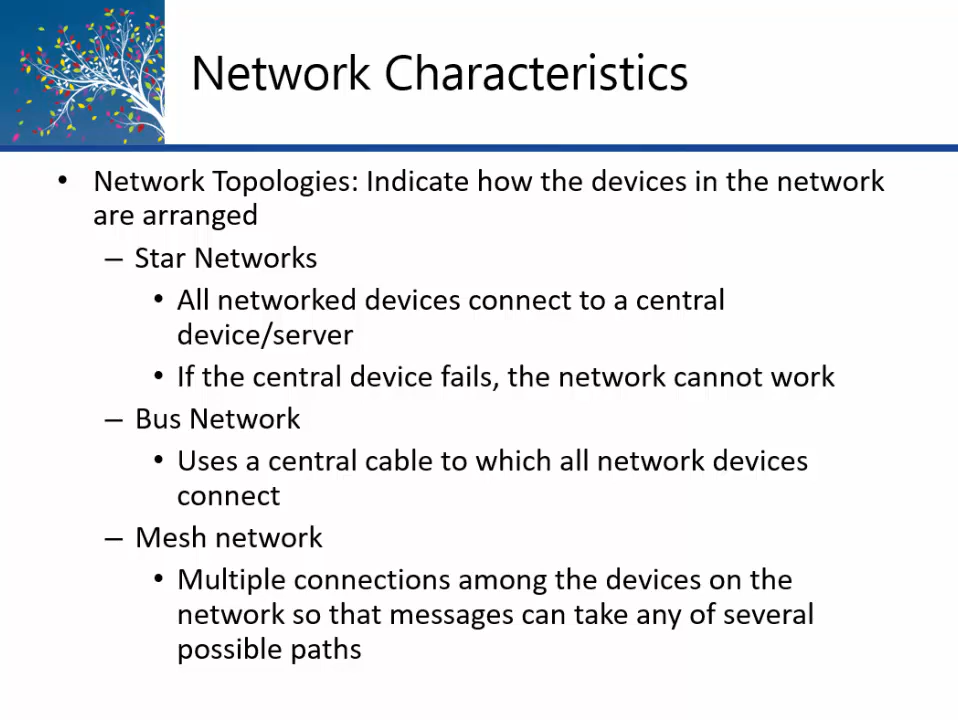 Network Characteristics
• Network Topologies: Indicate how the devices in the network
are arranged
– Star Networks
• All networked devices connect to a central
device/server
• If the central device fails, the network cannot work
– Bus Network
• Uses a central cable to which all network devices
connect
– Mesh network
• Multiple connections among the devices on the
network so that messages can take any of several
possible paths